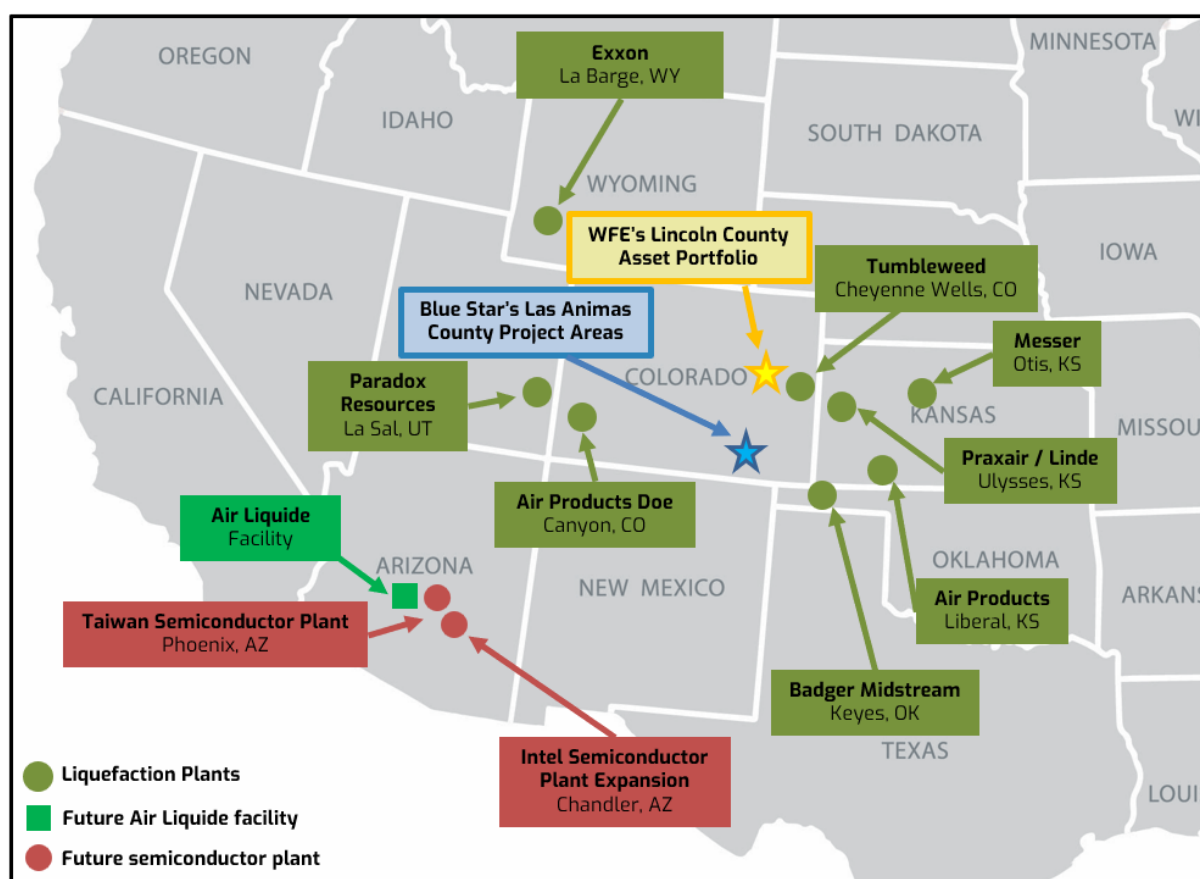 OREGON
IDAHO
Exxon
La Barge, WY
MINNESOTA
SOUTH DAKOTA
WI
WYOMING
WFE's Lincoln County
Asset Portfolio
IOWA
NEVADA
Blue Star's Las Animas
County Project Areas
Tumbleweed
Cheyenne Wells, CO
Messer
Otis, KS
CALIFORNIA
Paradox
Resources
La Sal, UT
COLORADO
KANSAS
MISSOU
Praxair / Linde
Ulysses, KS
Air Products Doe
Canyon, CO
Air Liquide
Facility
ARIZONA
NEW MEXICO
OKLAHOMA
ARKANS
Taiwan Semiconductor Plant
Phoenix, AZ
Air Products
Liberal, KS
Badger Midstream
Keyes, OK
Intel Semiconductor
Plant Expansion
Chandler, AZ
TEXAS
LOUI
Liquefaction Plants
Future Air Liquide facility
Future semiconductor plant